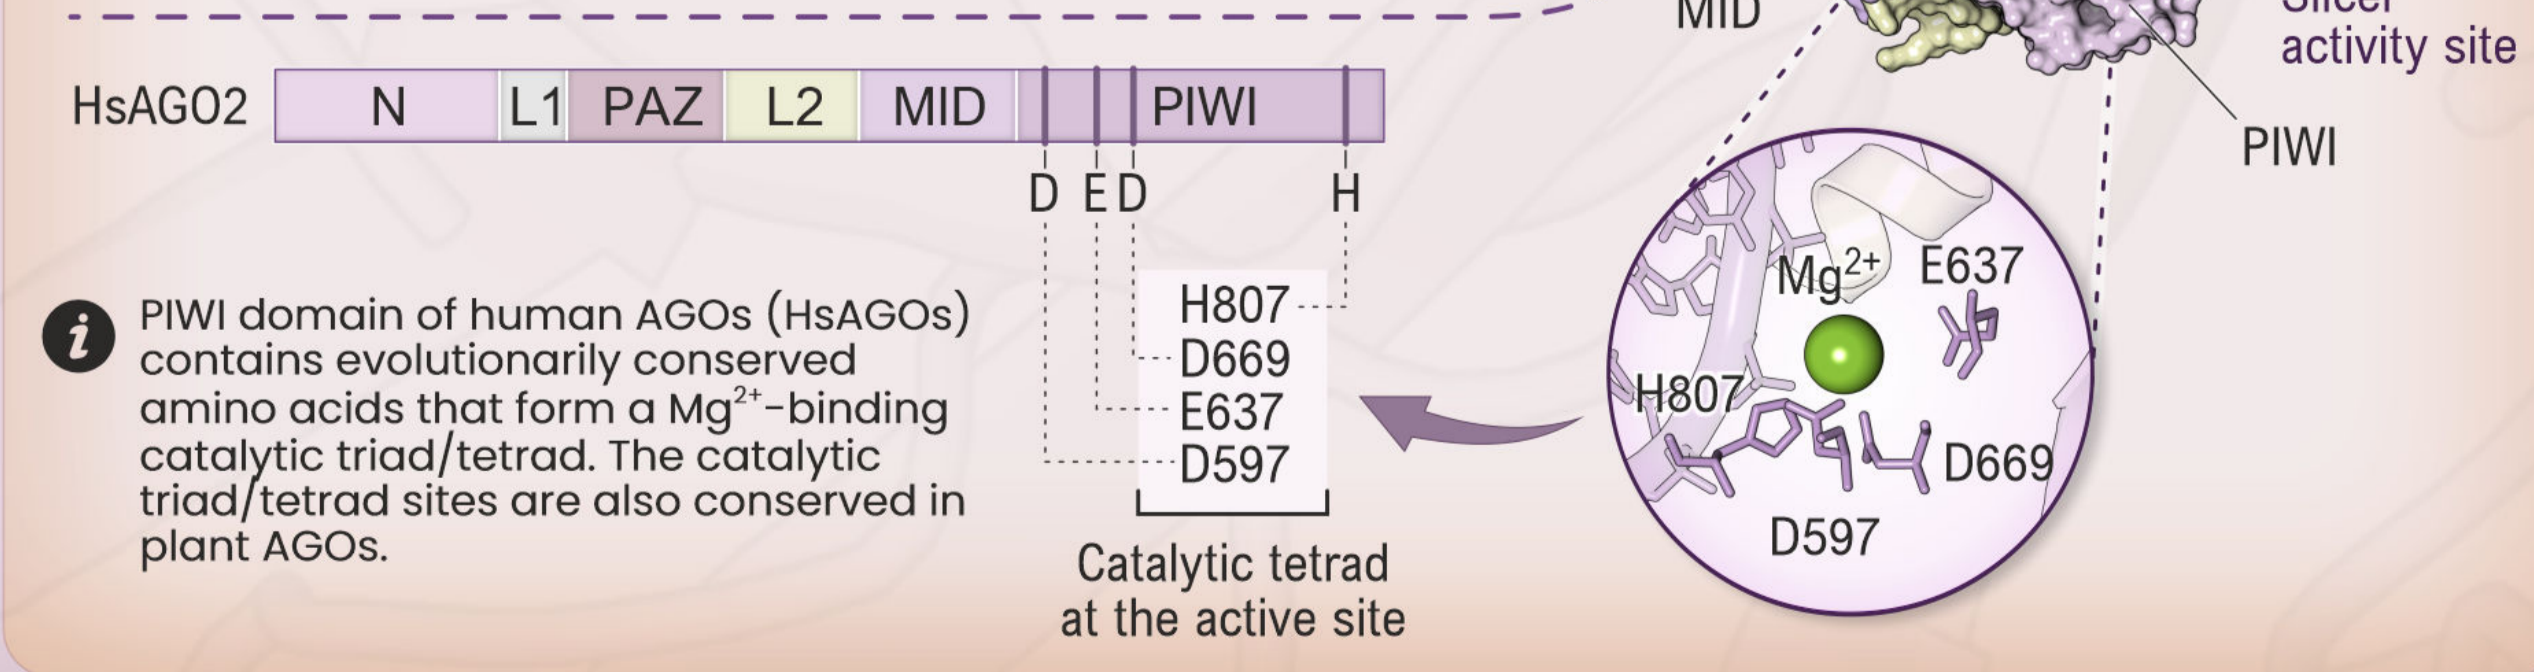 MID
Slicer
activity site
HsAGO2
N
L1
PAZ
L2
MID
PIWI
PIWI
D E D H
H807
D669
E637
D597
Catalytic tetrad
at the active site
PIWI domain of human AGOs (HsAGOs)
contains evolutionarily conserved
amino acids that form a Mg²⁺-binding
catalytic triad/tetrad. The catalytic
triad/tetrad sites are also conserved in
plant AGOs.
Mg²⁺
E637
H807
D669
D597